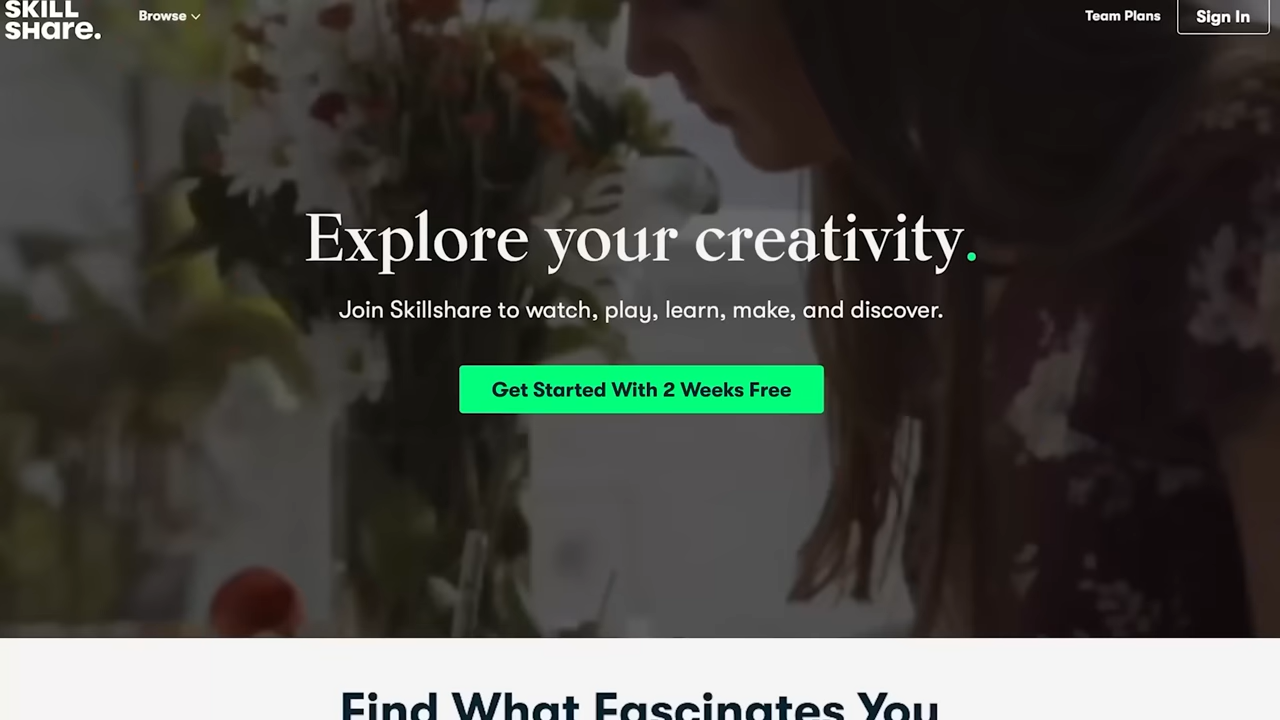 SKILL
SHare.
Browse
Team Plans
Sign In
Explore your creativity.
Join Skillshare to watch, play, learn, make, and discover.
Get Started With 2 Weeks Free
Find What Fascinates You